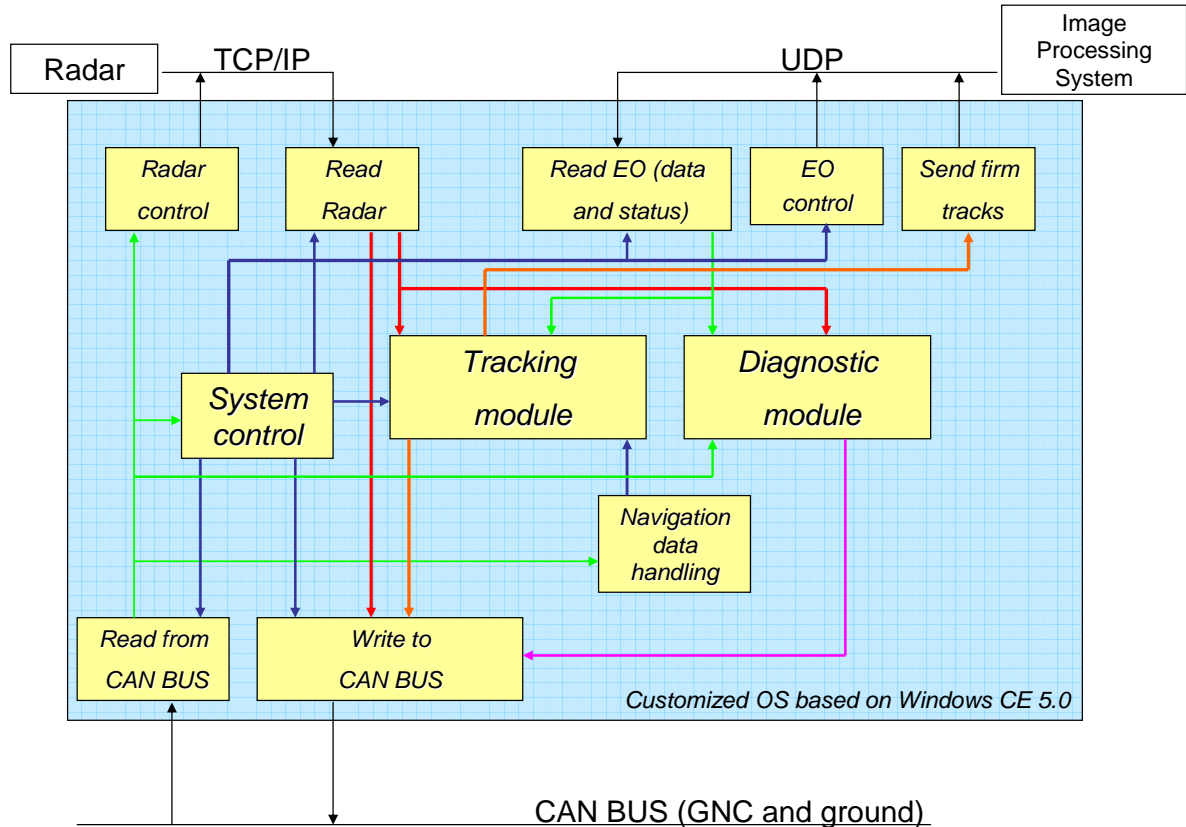 Radar
TCP/IP
UDP
Image
Processing
System
Radar
control
Read
Radar
Read EO (data
and status)
EO
control
Send firm
tracks
System
control
Tracking
module
Diagnostic
module
Navigation
data
handling
Read from
CAN BUS
Write to
CAN BUS
Customized OS based on Windows CE 5.0
CAN BUS (GNC and ground)